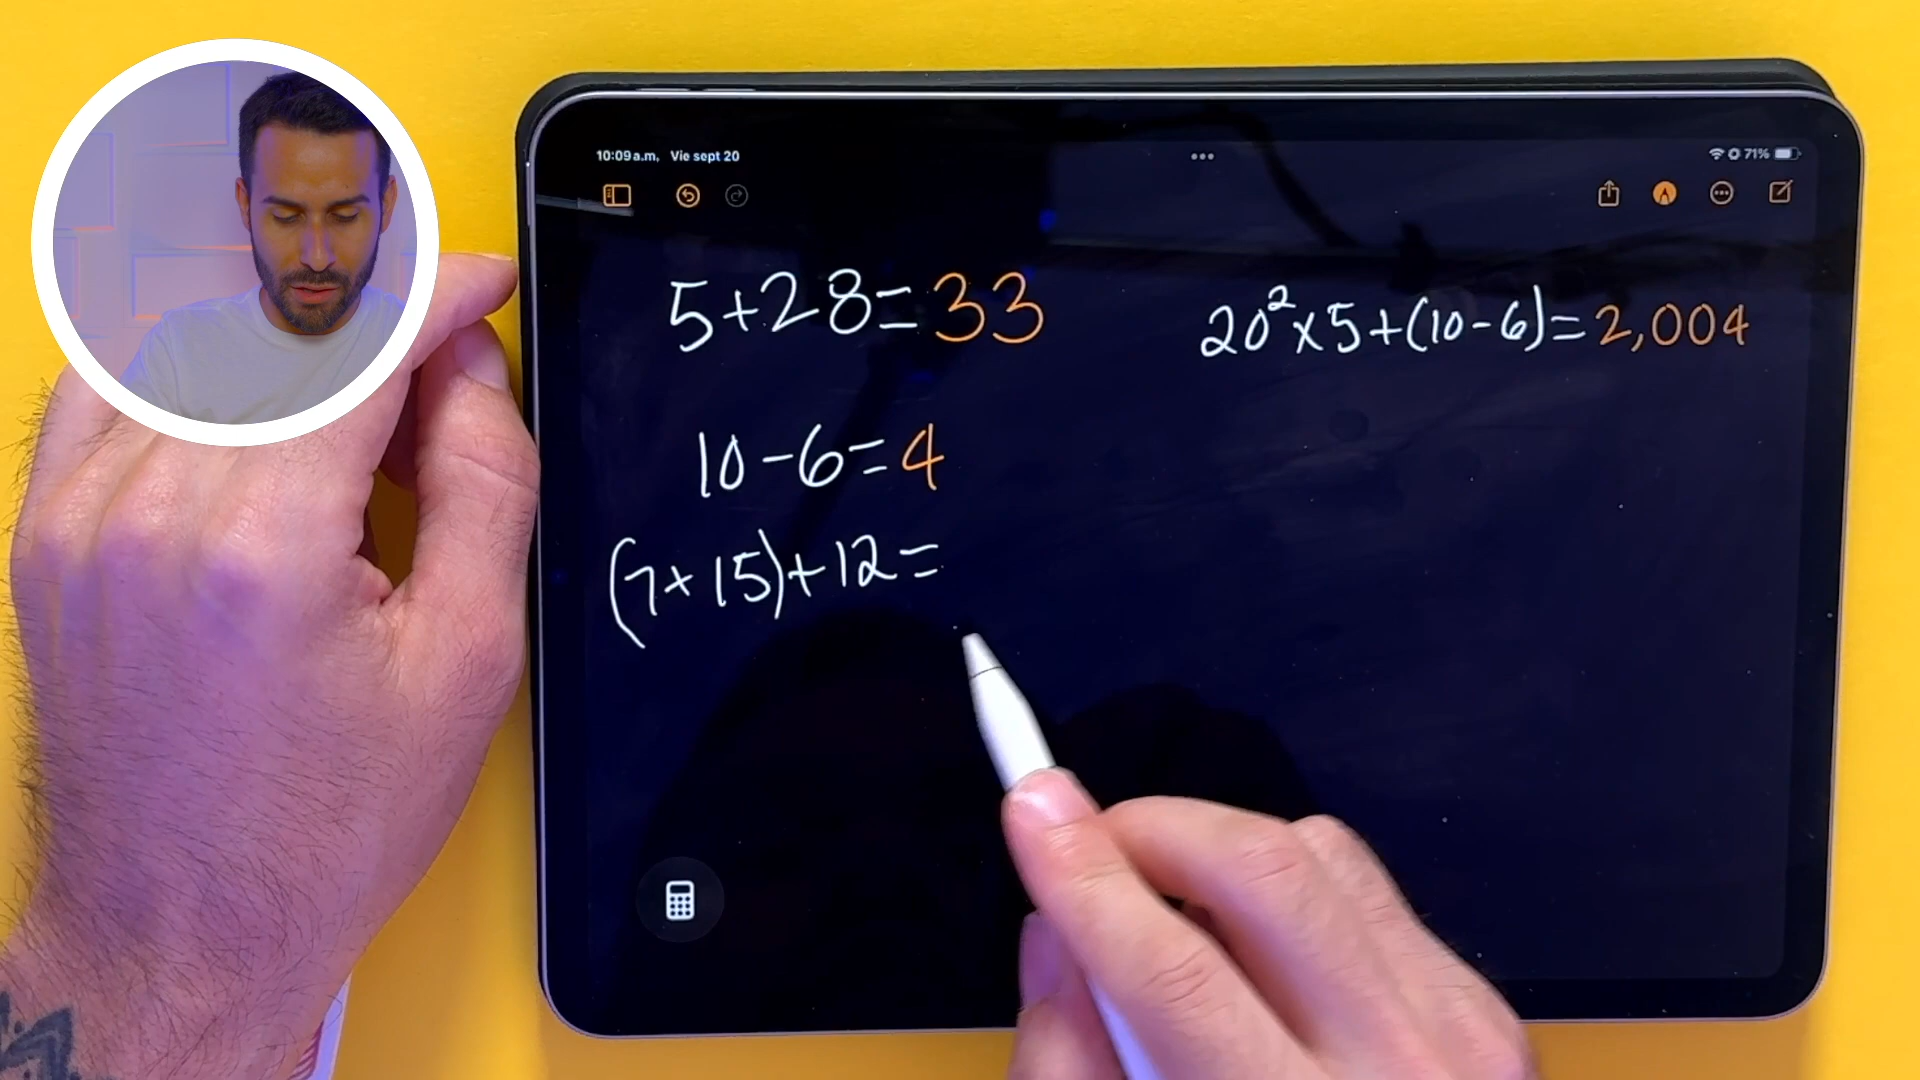 10:09 a.m, Vie sept 20
71%
5+28=33
20²x5+(10-6)=2,004
10-6=4
(7+15)+12=